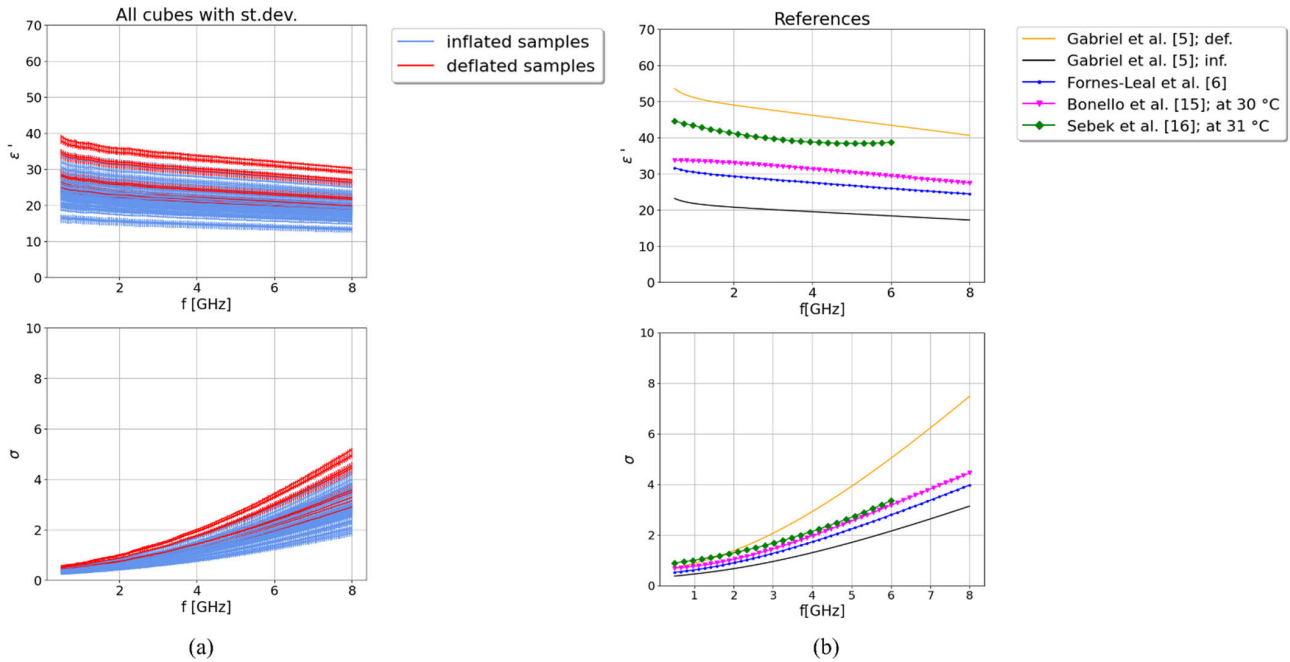 All cubes with st.dev.
70
60
50
40
30
20
10
0
ε'
2
4
6
8
f [GHz]
inflated samples
deflated samples
10
8
6
4
2
0
σ
2
4
6
8
f [GHz]
(a)
References
70
60
50
40
30
20
10
0
ε'
2
4
6
8
f[GHz]
Gabriel et al. [5]; def.
Gabriel et al. [5]; inf.
Fornes-Leal et al. [6]
Bonello et al. [15]; at 30 °C
Sebek et al. [16]; at 31 °C
10
8
6
4
2
0
σ
1
2
3
4
5
6
7
8
f[GHz]
(b)